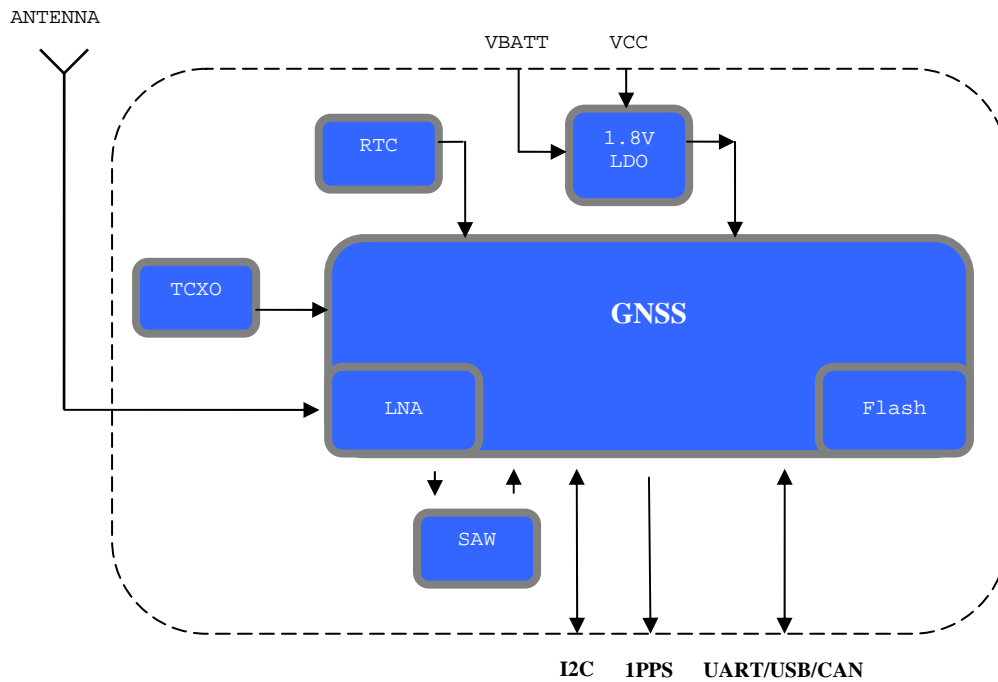 ANTENNA
VBATT
VCC
RTC
1.8V
LDO
TCXO
GNSS
LNA
Flash
SAW
I2C
1PPS
UART/USB/CAN